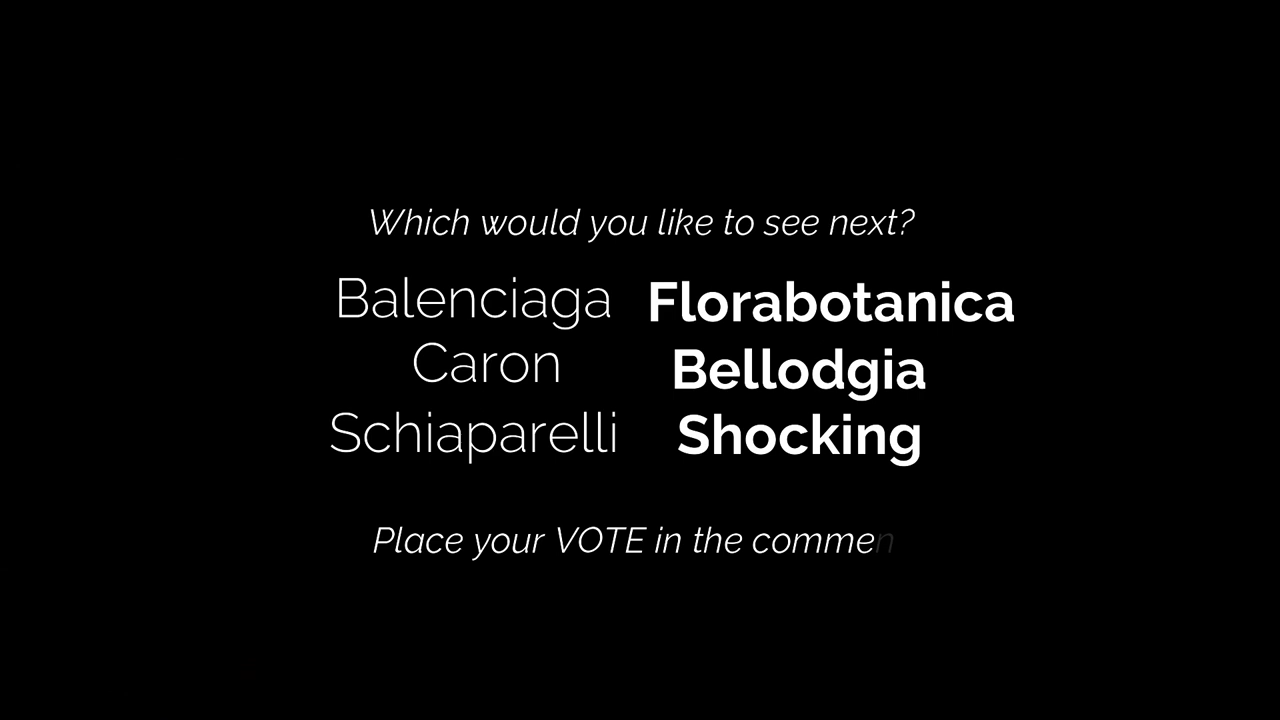 Which would you like to see next?
Balenciaga Florabotanica
Caron Bellodgia
Schiaparelli Shocking
Place your VOTE in the commen